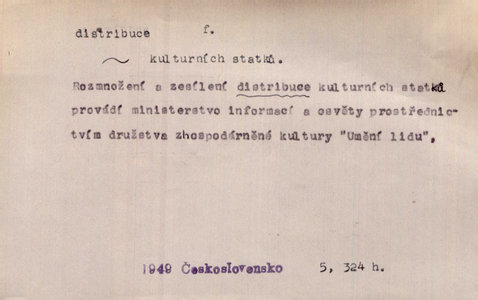 distribuce f.
~ kulturních statků.
Rozmnožení a zesílení distribuce kulturních statků
provádí ministerstvo informací a osvěty prostřednic-
tvím družstva zhospodárněné kultury "Umění lidu",
1949 Československo 5, 324 h.